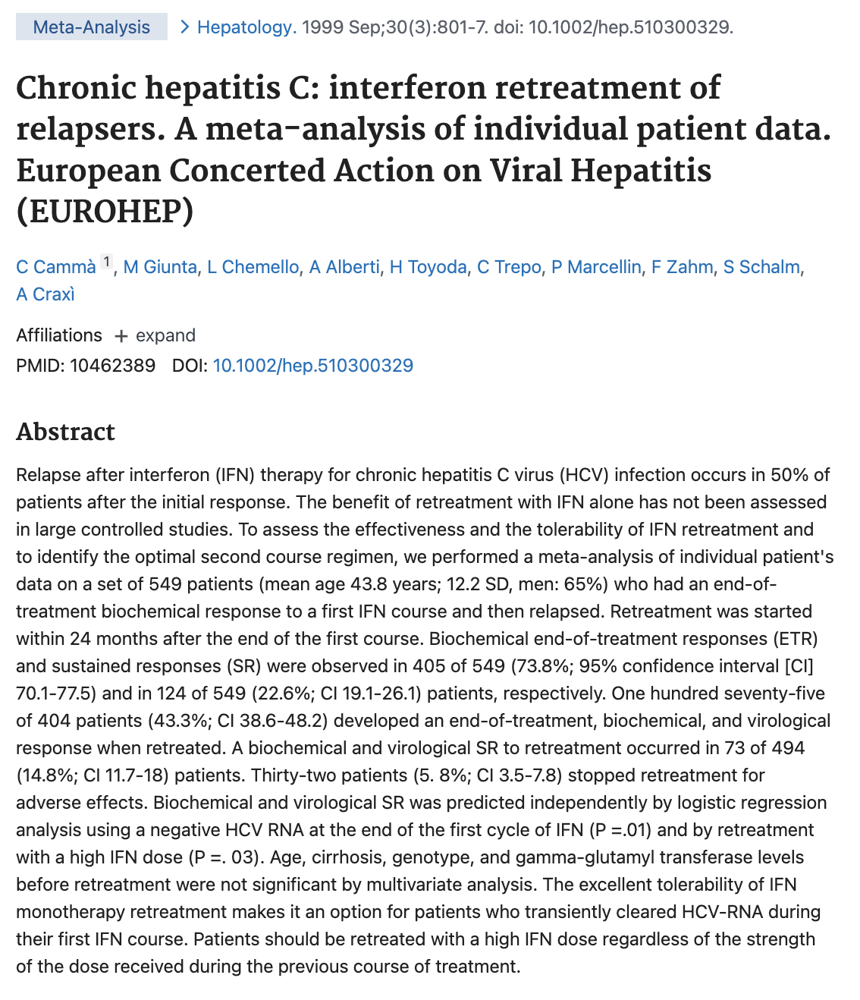 Meta-Analysis > Hepatology. 1999 Sep;30(3):801-7. doi: 10.1002/hep.510300329.
Chronic hepatitis C: interferon retreatment of
relapsers. A meta-analysis of individual patient data.
European Concerted Action on Viral Hepatitis
(EUROHEP)
C Cammà 1, M Giunta, L Chemello, A Alberti, H Toyoda, C Trepo, P Marcellin, F Zahm, S Schalm,
A Craxì
Affiliations + expand
PMID: 10462389 DOI: 10.1002/hep.510300329
Abstract
Relapse after interferon (IFN) therapy for chronic hepatitis C virus (HCV) infection occurs in 50% of
patients after the initial response. The benefit of retreatment with IFN alone has not been assessed
in large controlled studies. To assess the effectiveness and the tolerability of IFN retreatment and
to identify the optimal second course regimen, we performed a meta-analysis of individual patient's
data on a set of 549 patients (mean age 43.8 years; 12.2 SD, men: 65%) who had an end-of-
treatment biochemical response to a first IFN course and then relapsed. Retreatment was started
within 24 months after the end of the first course. Biochemical end-of-treatment responses (ETR)
and sustained responses (SR) were observed in 405 of 549 (73.8%; 95% confidence interval [CI]
70.1-77.5) and in 124 of 549 (22.6%; CI 19.1-26.1) patients, respectively. One hundred seventy-five
of 404 patients (43.3%; CI 38.6-48.2) developed an end-of-treatment, biochemical, and virological
response when retreated. A biochemical and virological SR to retreatment occurred in 73 of 494
(14.8%; CI 11.7-18) patients. Thirty-two patients (5. 8%; CI 3.5-7.8) stopped retreatment for
adverse effects. Biochemical and virological SR was predicted independently by logistic regression
analysis using a negative HCV RNA at the end of the first cycle of IFN (P =.01) and by retreatment
with a high IFN dose (P =. 03). Age, cirrhosis, genotype, and gamma-glutamyl transferase levels
before retreatment were not significant by multivariate analysis. The excellent tolerability of IFN
monotherapy retreatment makes it an option for patients who transiently cleared HCV-RNA during
their first IFN course. Patients should be retreated with a high IFN dose regardless of the strength
of the dose received during the previous course of treatment.